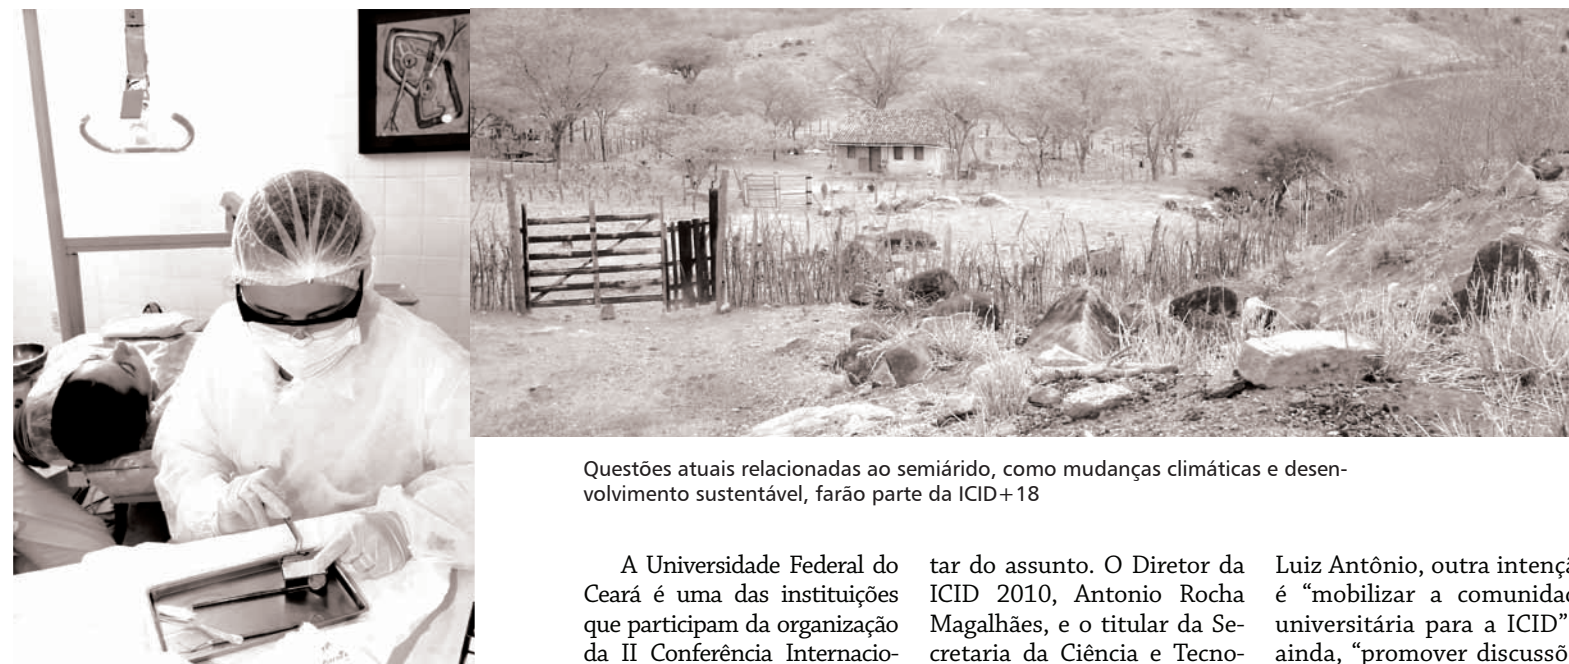 Questões atuais relacionadas ao semiárido, como mudanças climáticas e desen-
volvimento sustentável, farão parte da ICID+18
A Universidade Federal do
Ceará é uma das instituições
que participam da organização
da II Conferência Internacio-
tar do assunto. O Diretor da
ICID 2010, Antonio Rocha
Magalhães, e o titular da Se-
cretaria da Ciência e Tecno-
Luiz Antônio, outra intençã
é “mobilizar a comunidad
universitária para a ICID”
ainda, “promover discussõ